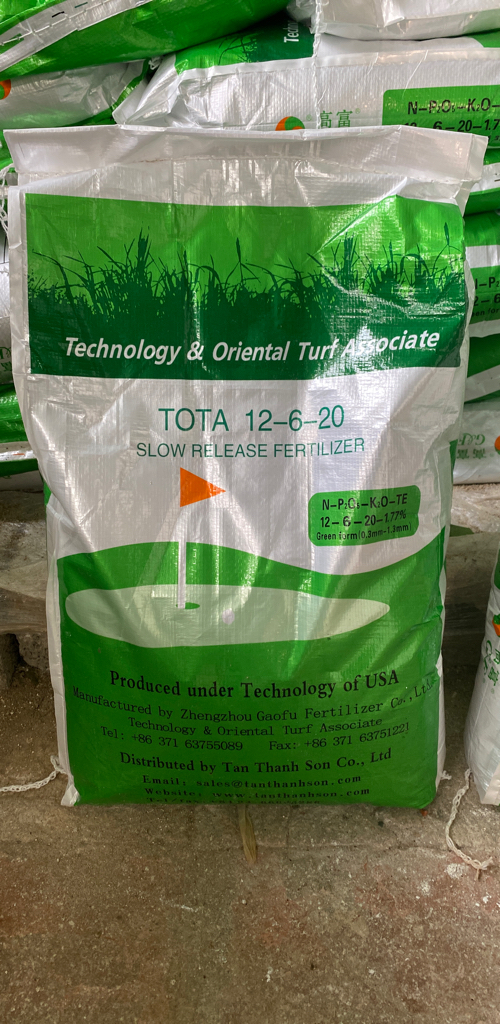 高富
N-P₂O₅-K₂O-
6-20-1.7
Technology & Oriental Turf Associate
TOTA 12-6-20
SLOW RELEASE FERTILIZER
N-P₂O₅-K₂O-TE
12-6-20-1.77%
Green form(0.8mm-1.3mm)
Produced under Technology of USA
Manufactured by Zhengzhou Gaofu Fertilizer Co.,Ltd
Technology & Oriental Turf Associate
Tel: +86 371 63755089 Fax: +86 371 63751221
Distributed by Tan Thanh Son Co., Ltd
Email: sales@tanthanhson.com
Website: www.tanthanhson.com